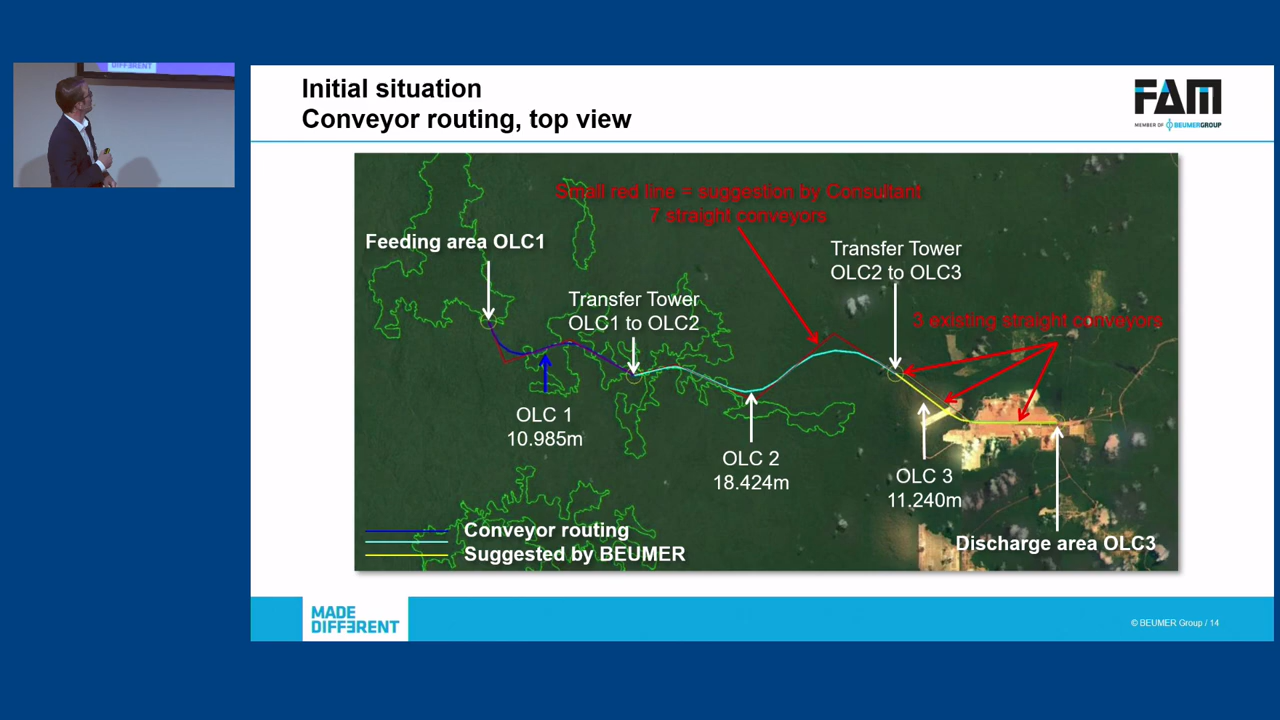 DIFFERENT
Initial situation
Conveyor routing, top view
FAM
MEMBER OF BEUMERGROUP
Small red line = suggestion by Consultant
7 straight conveyors
Feeding area OLC1
Transfer Tower
OLC2 to OLC3
Transfer Tower
OLC1 to OLC2
3 existing straight conveyors
OLC 1
10.985m
OLC 2
18.424m
OLC 3
11.240m
Conveyor routing
Suggested by BEUMER
Discharge area OLC3
MADE
DIFFERENT
© BEUMER Group / 14